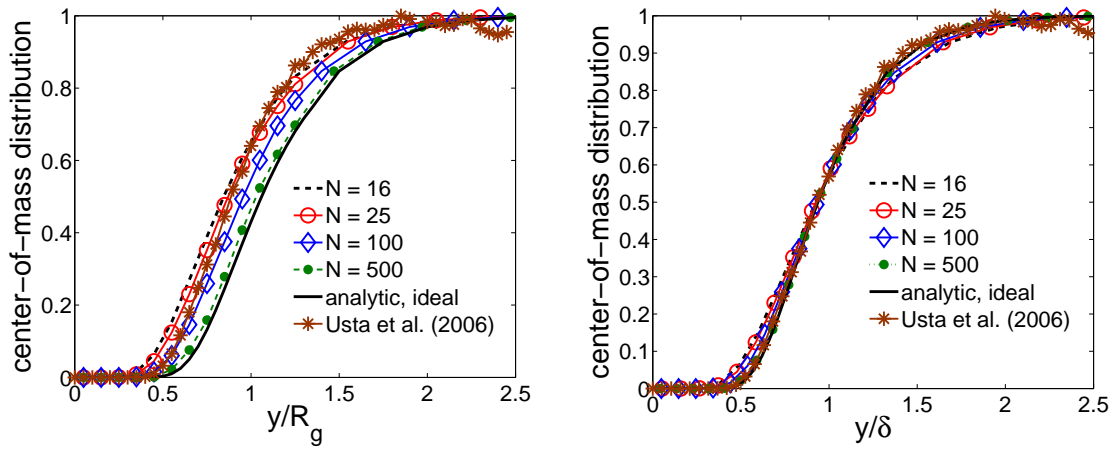 center-of-mass distribution
1
0.8
0.6
0.4
0.2
0
0
0.5
1
1.5
2
2.5
y/Rg
N = 16
N = 25
N = 100
N = 500
analytic, ideal
Usta et al. (2006)
center-of-mass distribution
1
0.9
0.8
0.7
0.6
0.5
0.4
0.3
0.2
0.1
0
0
0.5
1
1.5
2
2.5
y/δ
N = 16
N = 25
N = 100
N = 500
analytic, ideal
Usta et al. (2006)